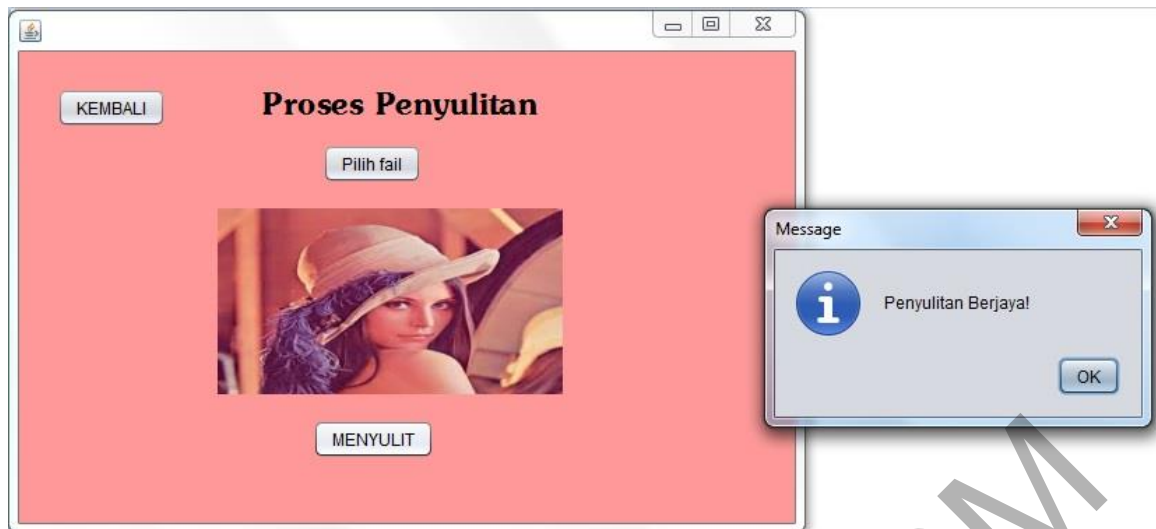 KEMBALI
Proses Penyulitan
Pilih fail
MENYULIT
Message
Penyulitan Berjaya!
OK